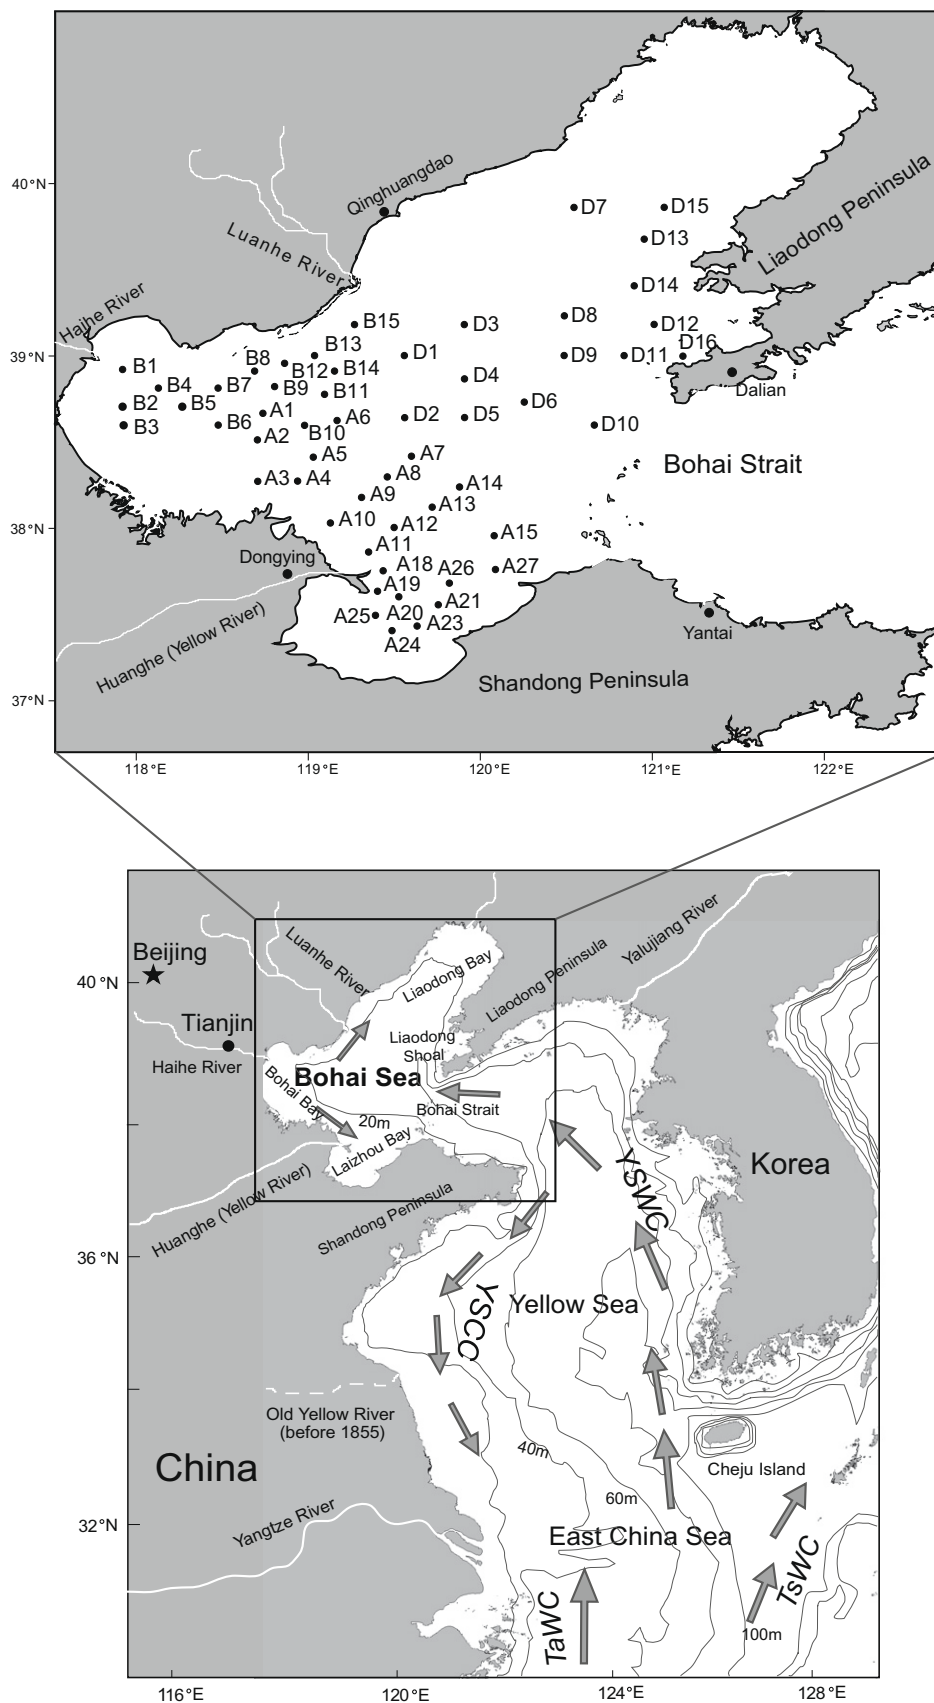 40°N
39°N
38°N
37°N
118°E
119°E
120°E
121°E
122°E
Qinghuangdao
Luanhe River
Haihe River
Liaodong Peninsula
D7
D15
D13
D14
D8
D12
D3
B15
B13
D1
D9
D11
D16
B1
B8
B12
B14
D4
Dalian
B4
B7
B9
B11
B2
B5
A1
A6
D2
D5
D6
B3
B6
A2
B10
D10
A5
A7
Bohai Strait
A3
A4
A8
A14
A9
A13
A10
A12
A15
A11
Dongying
A18
A26
A27
A19
A25
A20
A21
A23
A24
Huanghe (Yellow River)
Yantai
Shandong Peninsula
Beijing
Tianjin
Haihe River
Luanhe River
Liaodong Bay
Liaodong Peninsula
Yalujiang River
40°N
36°N
32°N
Liaodong
Shoal
Bohai Sea
Bohai Bay
Bohai Strait
20m
Laizhou Bay
Huanghe (Yellow River)
Shandong Peninsula
Korea
YSWC
YSCC
Yellow Sea
Old Yellow River
(before 1855)
40m
60m
Cheju Island
China
Yangtze River
East China Sea
TaWC
TsWC
100m
116°E
120°E
124°E
128°E